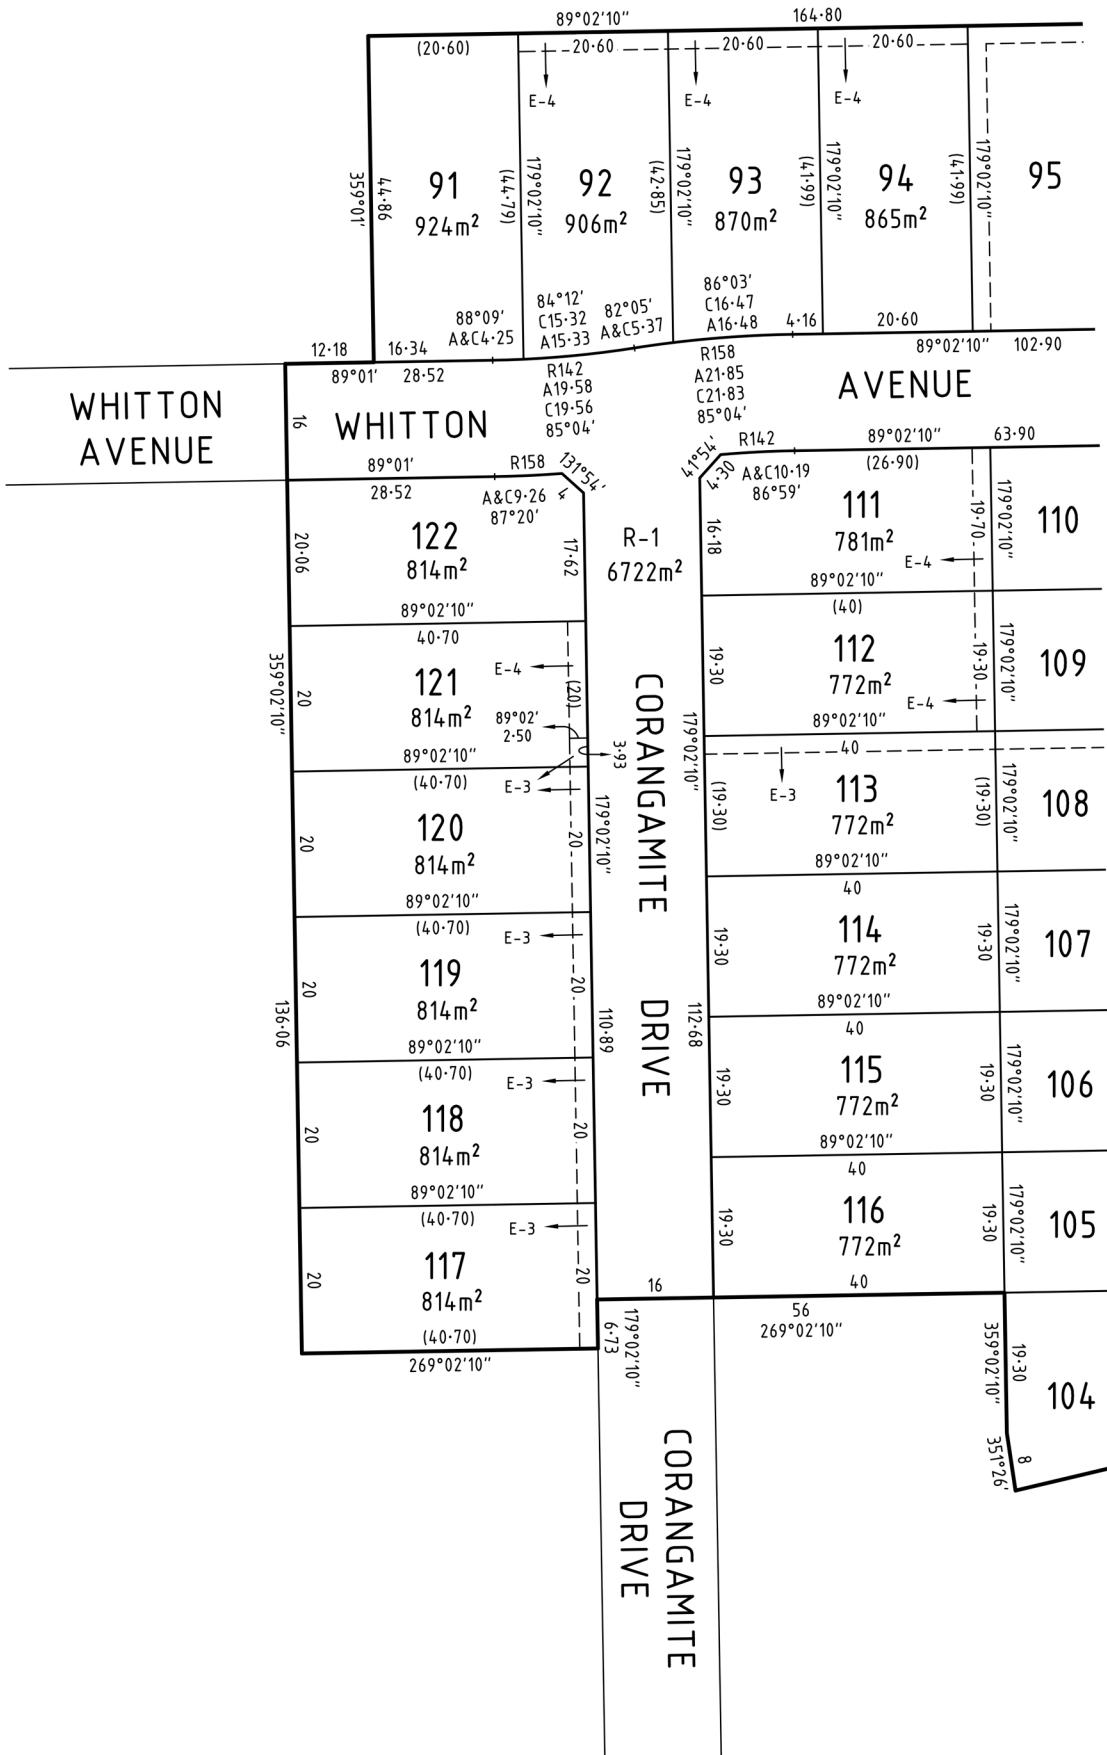 89°02'10"
164·80
(20·60)
20·60
20·60
20·60
E-4
E-4
E-4
359°01'
44·86
91
924m²
(44·79)
179°02'10"
92
906m²
(42·85)
179°02'10"
93
870m²
(41·99)
179°02'10"
94
865m²
(41·99)
179°02'10"
95
88°09'
A&C4·25
84°12'
C15·32
A15·33
82°05'
A&C5·37
86°03'
C16·47
A16·48
4·16
20·60
12·18
16·34
89°01'
28·52
R142
A19·58
C19·56
85°04'
R158
A21·85
C21·83
85°04'
89°02'10"
102·90
WHITTON
AVENUE
16
WHITTON
AVENUE
89°01'
R158
131°54'
28·52
A&C9·26
87°20'
4
41°54'
4·30
R142
A&C10·19
86°59'
89°02'10"
63·90
(26·90)
20·06
122
814m²
17·62
R-1
6722m²
16·18
111
781m²
19·70
179°02'10"
110
E-4
89°02'10"
89°02'10"
40·70
(40)
359°02'10"
20
121
814m²
E-4
(20)
89°02'
2·50
3·93
89°02'10"
19·30
112
772m²
19·30
179°02'10"
109
E-4
89°02'10"
CORANGAMITE
DRIVE
179°02'10"
112·68
(40·70)
E-3
20
120
814m²
20
179°02'10"
89°02'10"
40
(19·30)
E-3
113
772m²
(19·30)
179°02'10"
108
89°02'10"
(40·70)
E-3
136·06
20
119
814m²
20
110·89
89°02'10"
40
19·30
114
772m²
19·30
179°02'10"
107
89°02'10"
(40·70)
E-3
20
118
814m²
20
89°02'10"
40
19·30
115
772m²
19·30
179°02'10"
106
89°02'10"
(40·70)
E-3
20
117
814m²
20
(40·70)
269°02'10"
40
19·30
116
772m²
19·30
179°02'10"
105
40
16
179°02'10"
6·73
56
269°02'10"
359°02'10"
19·30
104
351°26'
8
CORANGAMITE
DRIVE